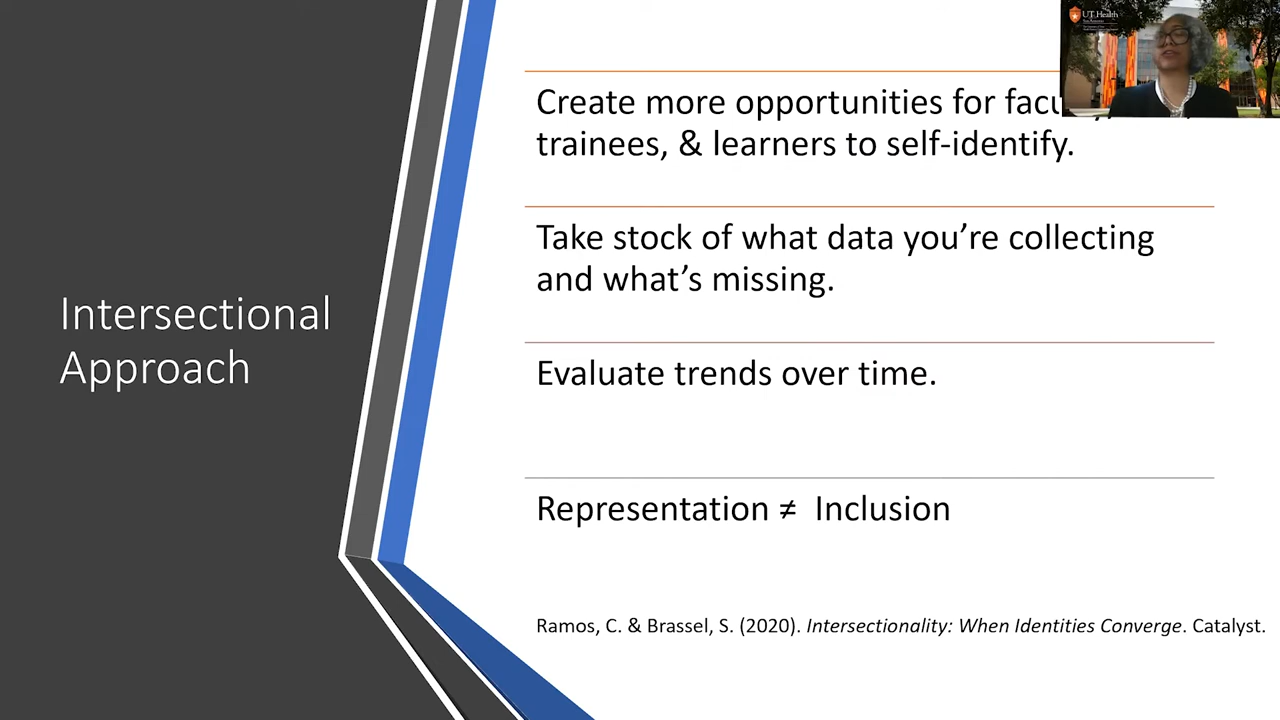 UT Health
Intersectional
Approach
Create more opportunities for
trainees, & learners to self-identify.
Take stock of what data you’re collecting
and what’s missing.
Evaluate trends over time.
Representation ≠ Inclusion
Ramos, C. & Brassel, S. (2020). Intersectionality: When Identities Converge. Catalyst.